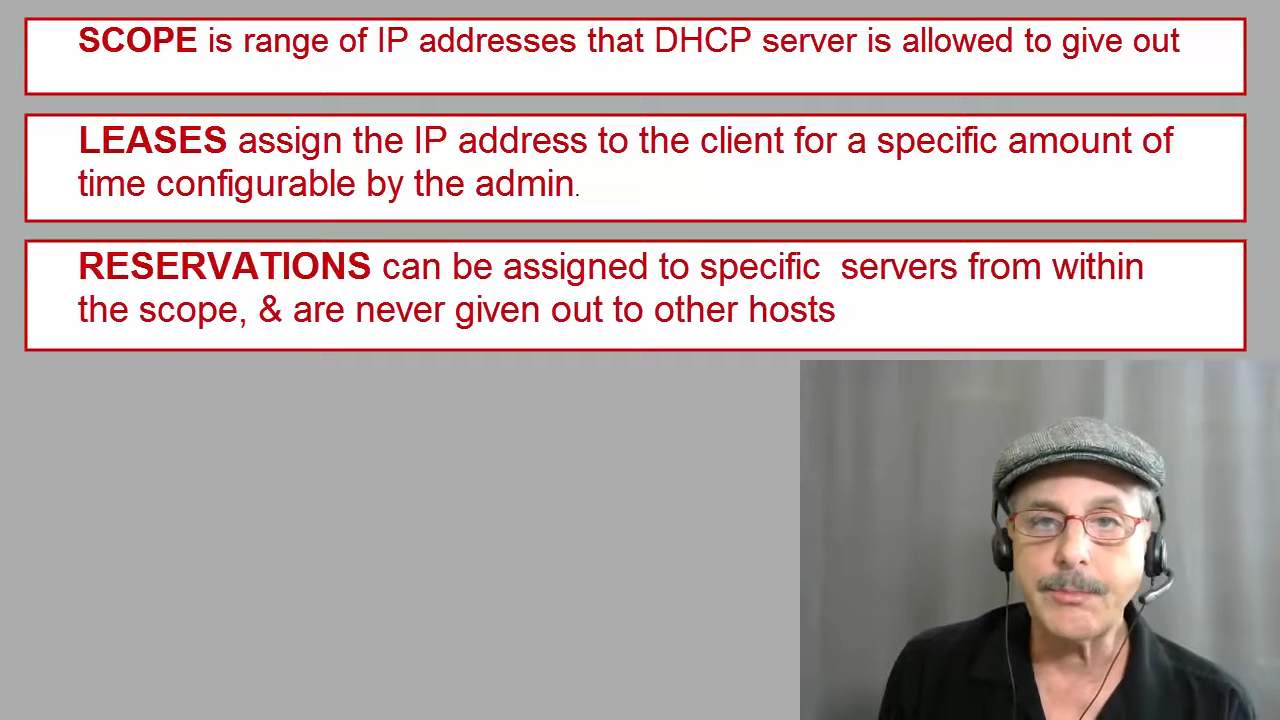 SCOPE is range of IP addresses that DHCP server is allowed to give out
LEASES assign the IP address to the client for a specific amount of
time configurable by the admin.
RESERVATIONS can be assigned to specific  servers from within
the scope, & are never given out to other hosts